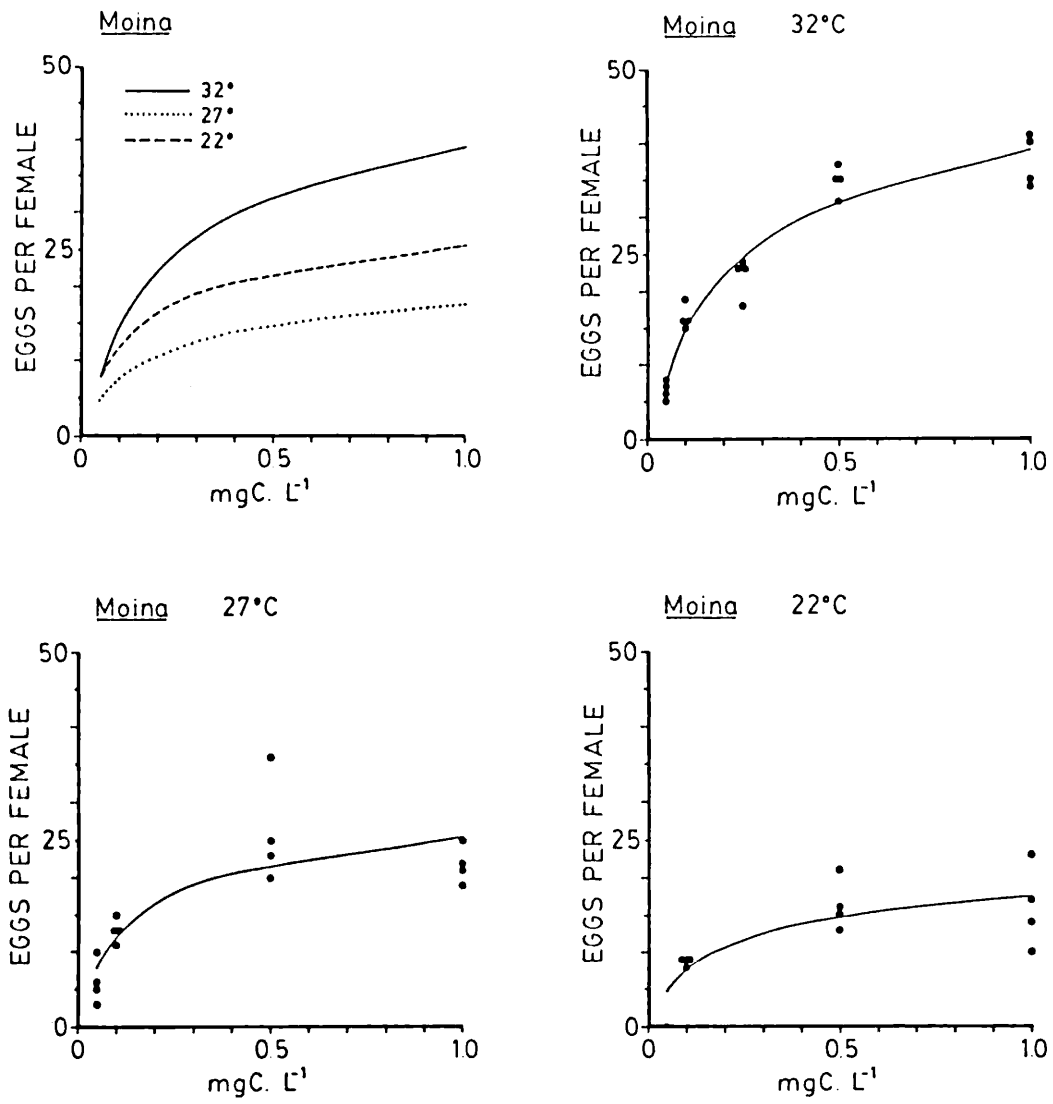 Moina
50
25
0
EGGS PER FEMALE
32°
27°
22°
0 0.5 1.0
mgC. L⁻¹
Moina 32°C
50
25
0
EGGS PER FEMALE
0 0.5 1.0
mgC. L⁻¹
Moina 27°C
50
25
0
EGGS PER FEMALE
0 0.5 1.0
mgC. L⁻¹
Moina 22°C
50
25
0
EGGS PER FEMALE
0 0.5 1.0
mgC. L⁻¹